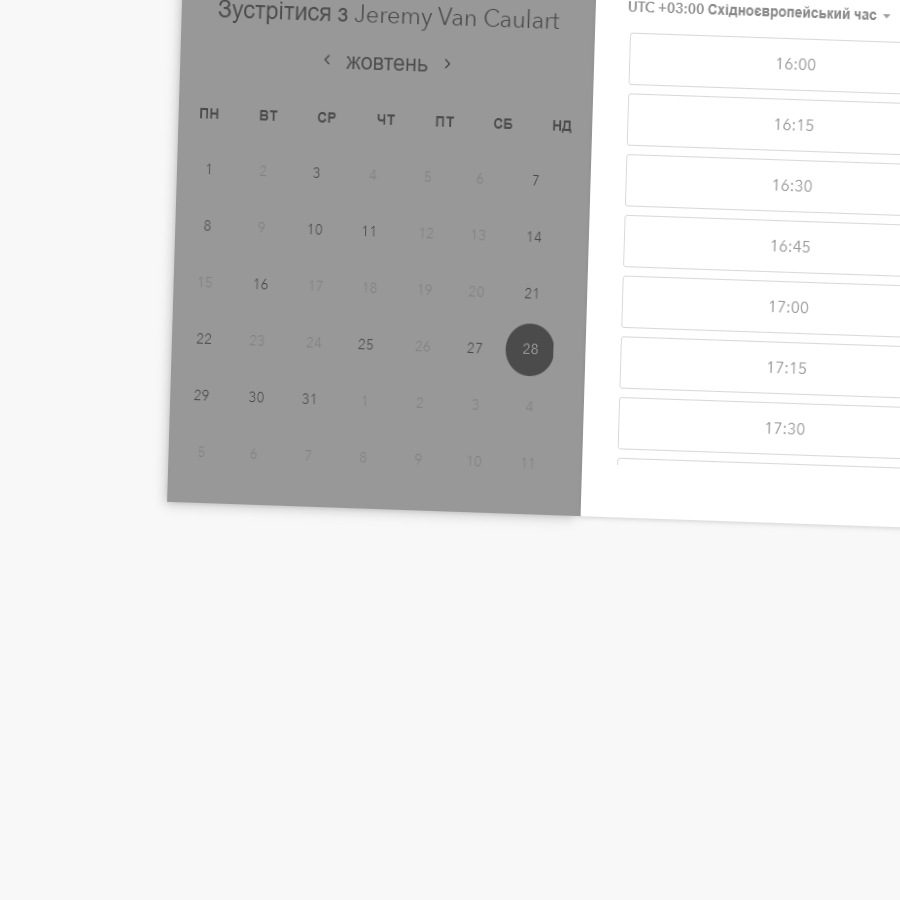 Зустрітися з Jeremy Van Caulart
‹ жовтень ›
ПН ВТ СР ЧТ ПТ СБ НД
1 2 3 4 5 6 7
8 9 10 11 12 13 14
15 16 17 18 19 20 21
22 23 24 25 26 27 28
29 30 31 1 2 3 4
5 6 7 8 9 10 11
UTC +03:00 Східноєвропейський час
16:00
16:15
16:30
16:45
17:00
17:15
17:30